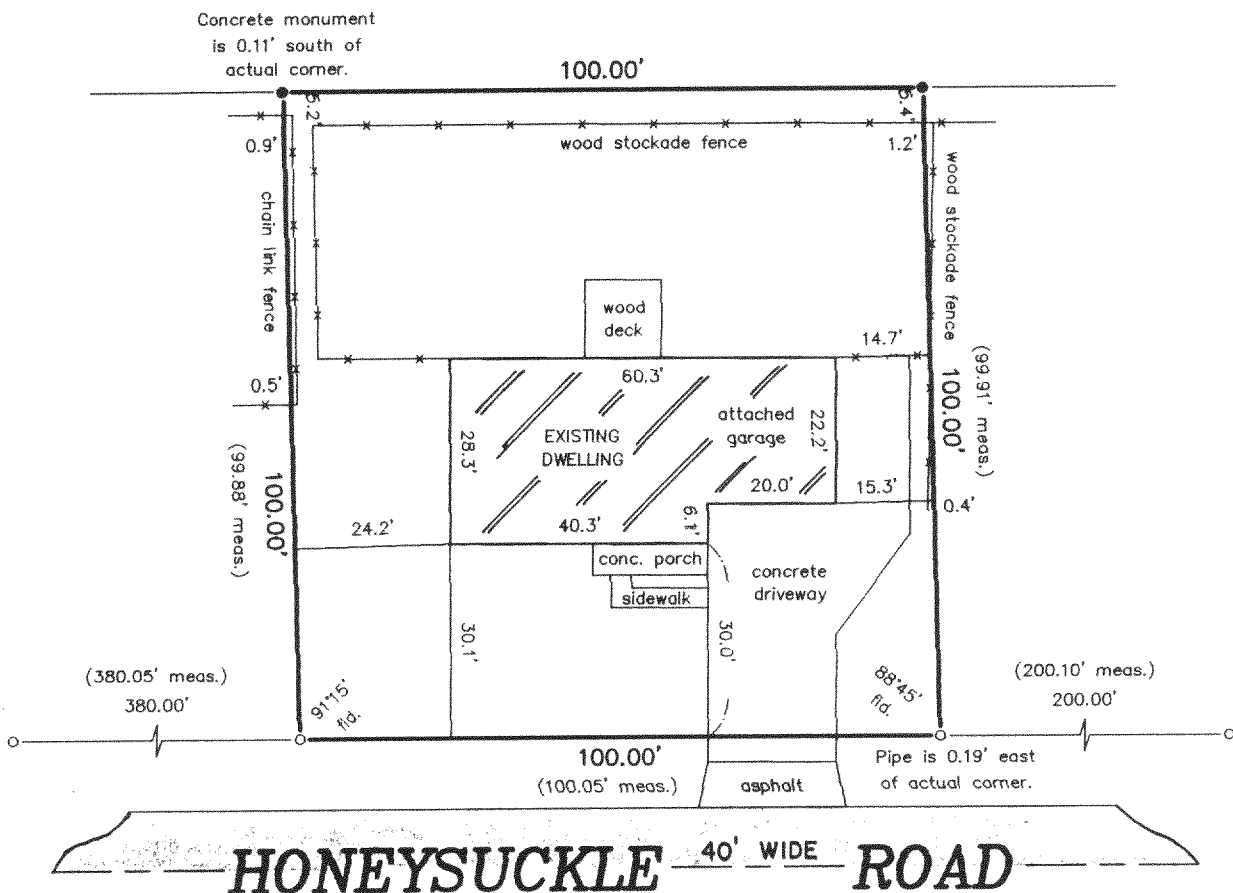 Concrete monument
is 0.11' south of
actual corner.
100.00'
5.2'
5.4'
wood stockade fence
0.9'
1.2'
chain link fence
wood stockade fence
wood
deck
14.7'
60.3'
0.5'
(99.88' meas.)
100.00'
28.3'
EXISTING
DWELLING
attached
garage
22.2'
(99.91' meas.)
100.00'
20.0'
15.3'
0.4'
24.2'
40.3'
6.1'
conc. porch
sidewalk
concrete
driveway
30.1'
30.0'
(380.05' meas.)
380.00'
91°15'
fld.
88°45'
fld.
(200.10' meas.)
200.00'
100.00'
(100.05' meas.)
Pipe is 0.19' east
of actual corner.
asphalt
HONEYSUCKLE 40' WIDE ROAD